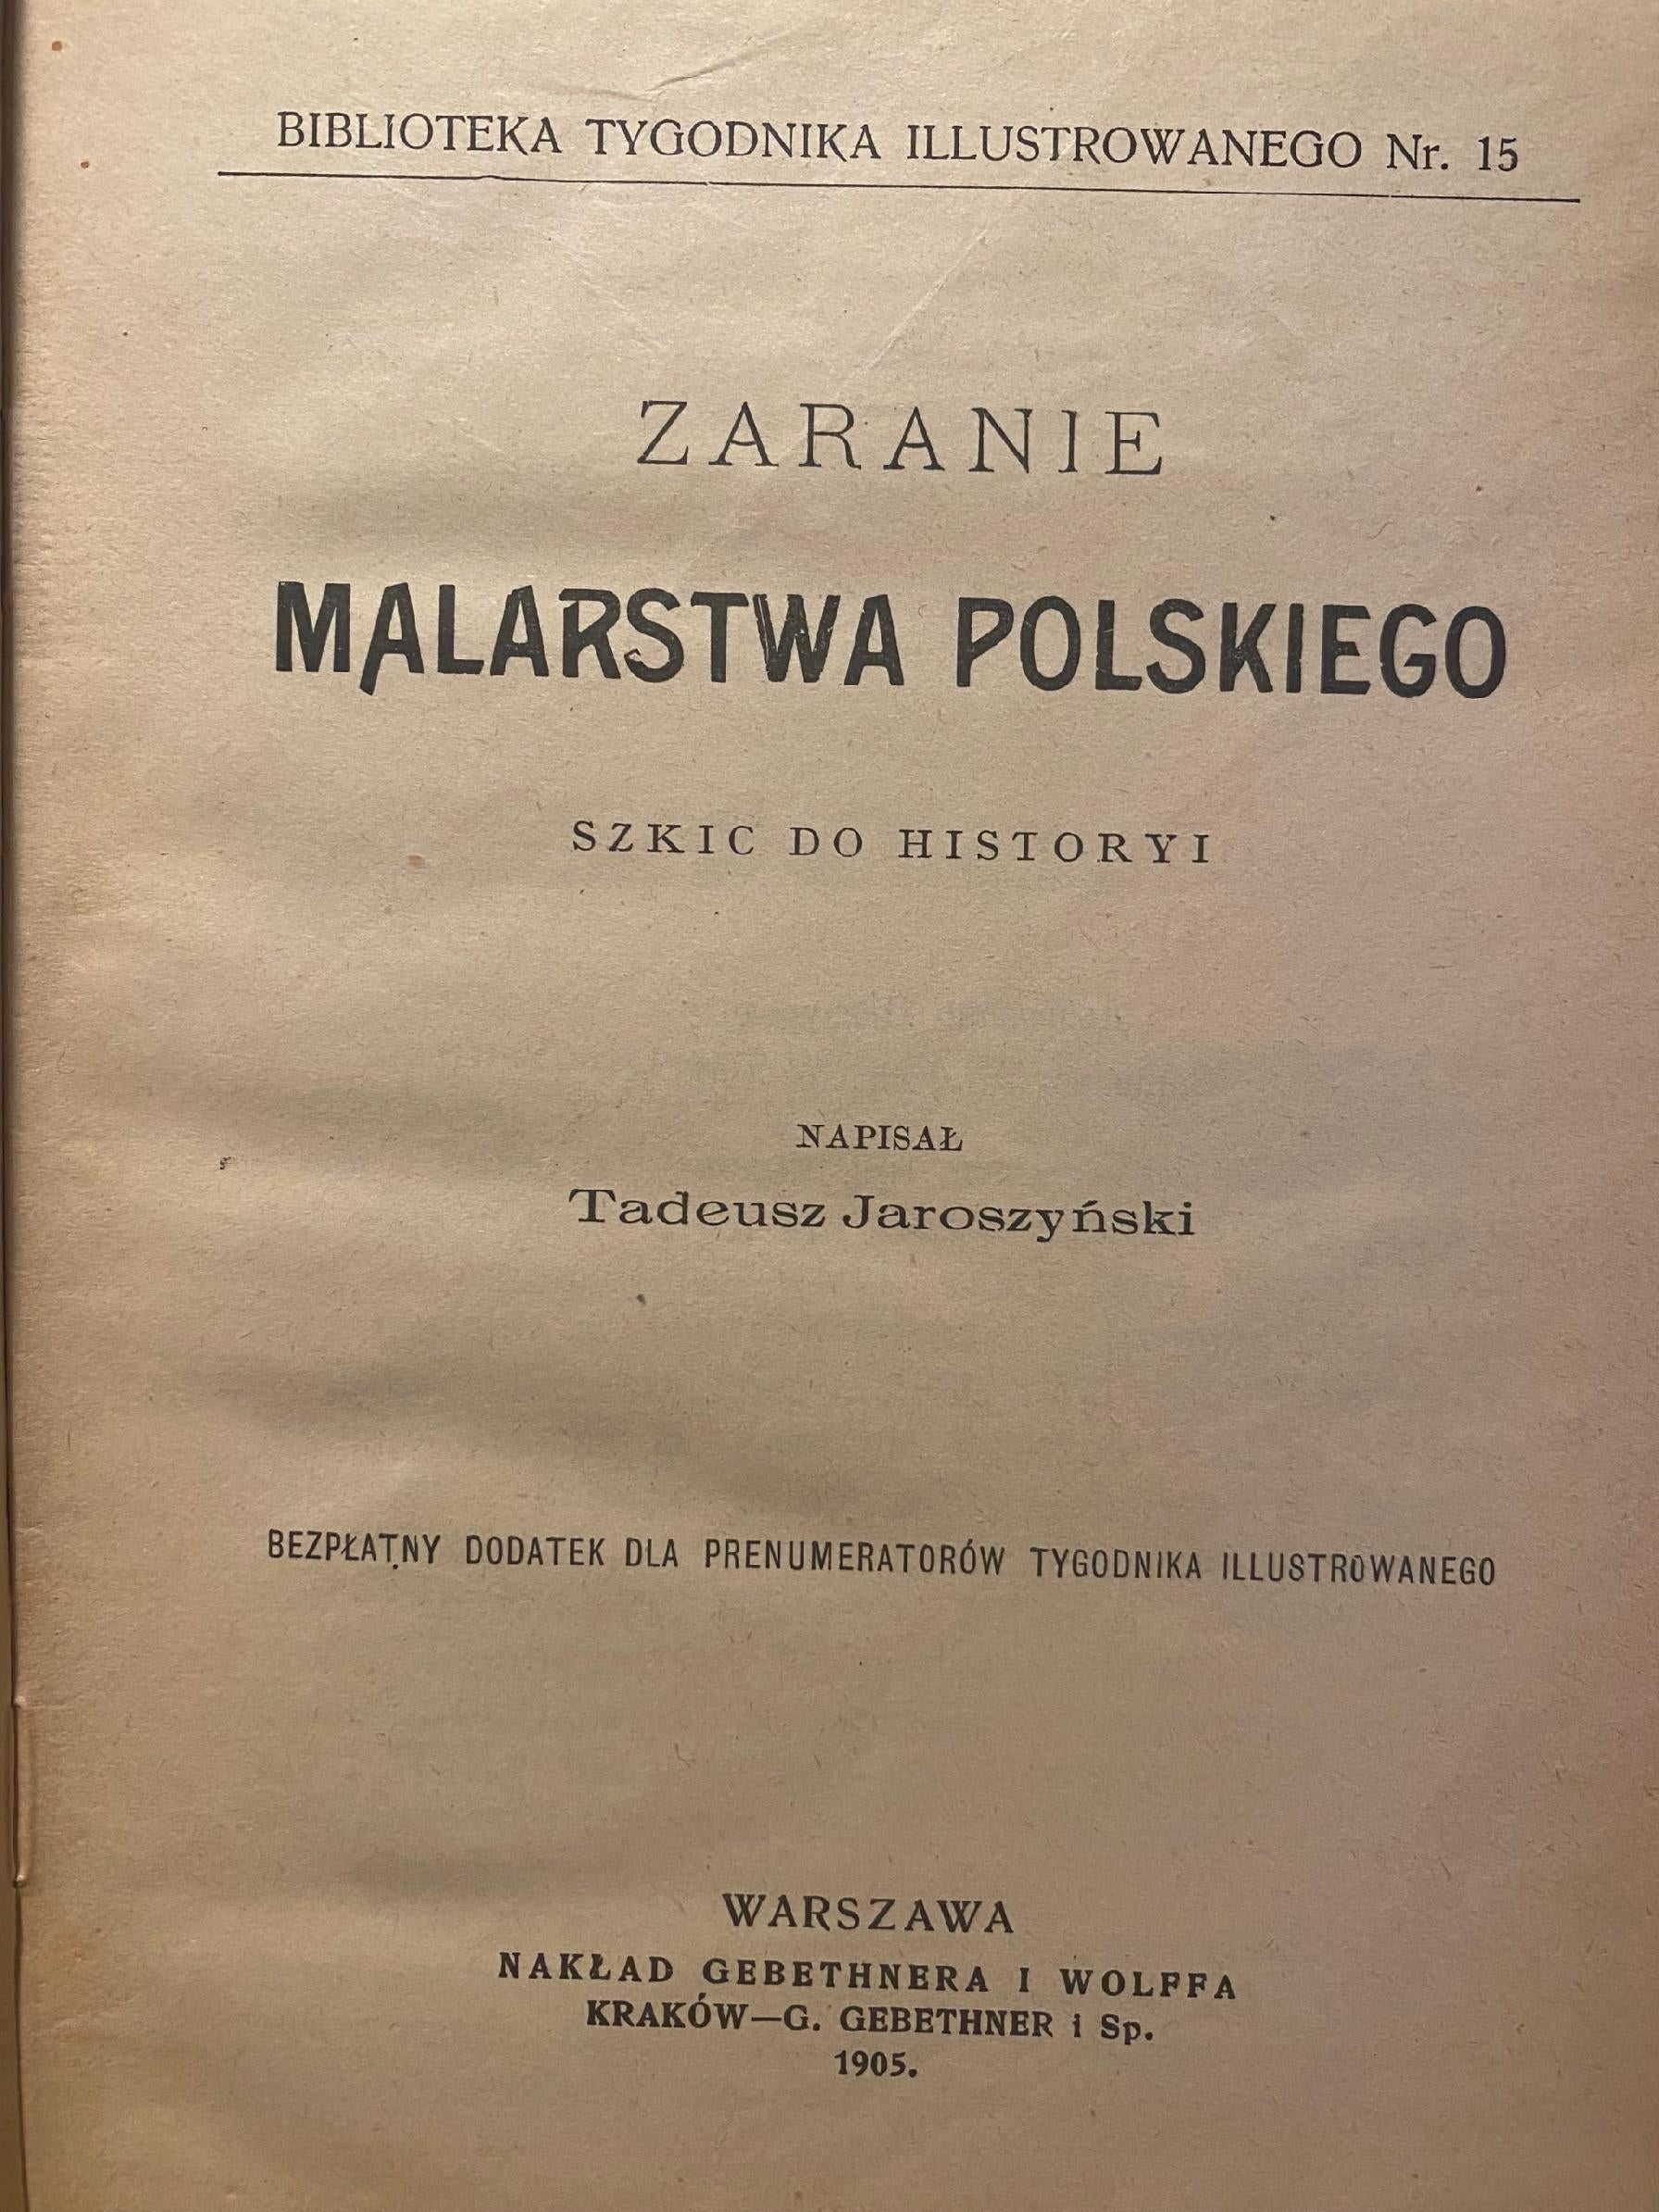 BIBLIOTEKA TYGODNIKA ILLUSTROWANEGO Nr. 15
ZARANIE
MALARSTWA POLSKIEGO
SZKIC DO HISTORYI
NAPISAŁ
Tadeusz Jaroszyński
BEZPŁATNY DODATEK DLA PRENUMERATORÓW TYGODNIKA ILLUSTROWANEGO
WARSZAWA
NAKŁAD GEBETHNERA I WOLFFA
KRAKÓW—G. GEBETHNER i Sp.
1905.